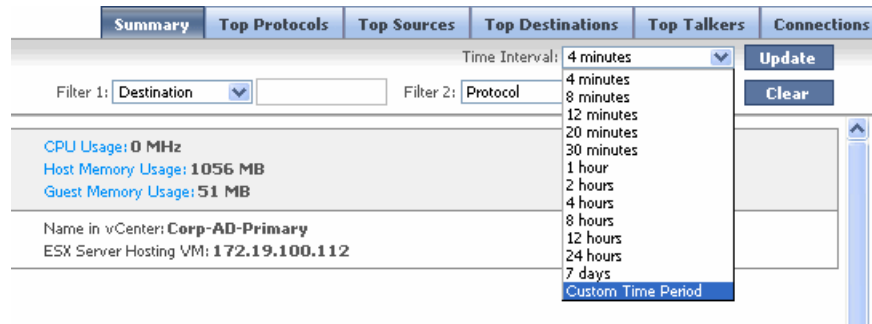 Summary Top Protocols Top Sources Top Destinations Top Talkers Connections
Time Interval: 4 minutes Update
Filter 1: Destination Filter 2: Protocol Clear
4 minutes
8 minutes
12 minutes
20 minutes
30 minutes
1 hour
2 hours
4 hours
8 hours
12 hours
24 hours
7 days
Custom Time Period
CPU Usage: 0 MHz
Host Memory Usage: 1056 MB
Guest Memory Usage: 51 MB
Name in vCenter: Corp-AD-Primary
ESX Server Hosting VM: 172.19.100.112